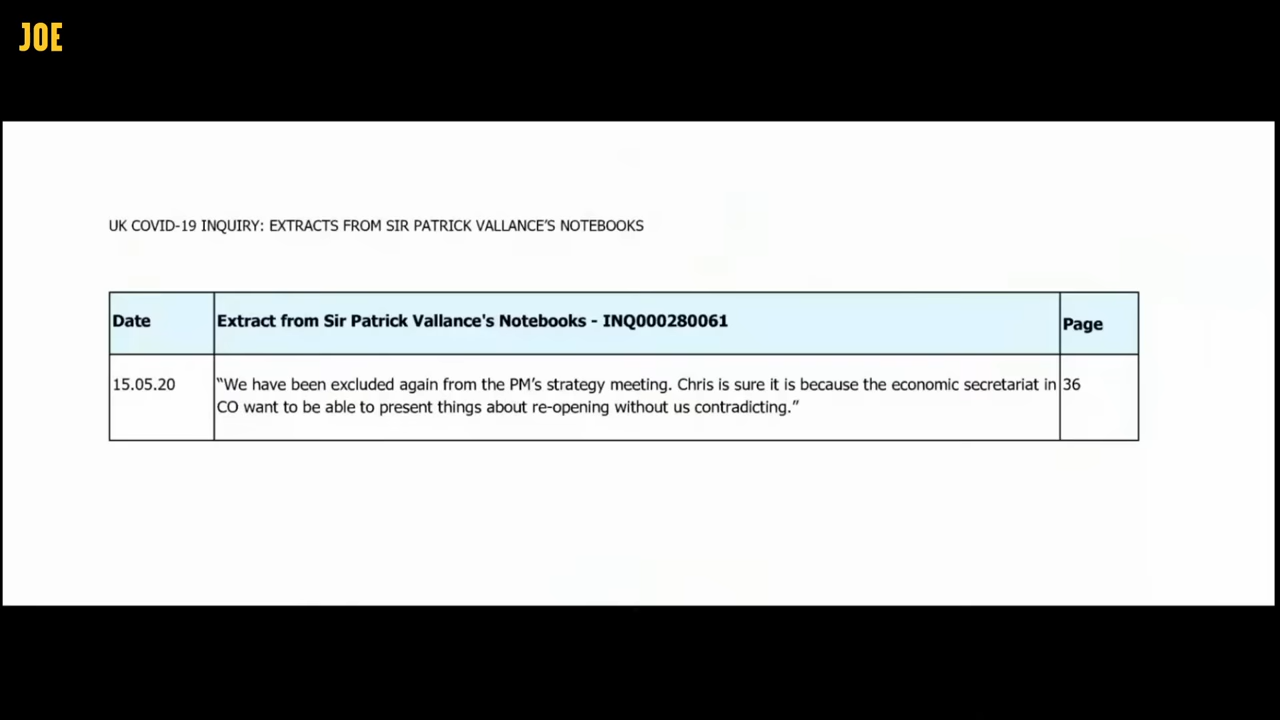 JOE
UK COVID-19 INQUIRY: EXTRACTS FROM SIR PATRICK VALLANCE'S NOTEBOOKS
Date Extract from Sir Patrick Vallance's Notebooks - INQ000280061 Page
15.05.20 “We have been excluded again from the PM’s strategy meeting. Chris is sure it is because the economic secretariat in 36
CO want to be able to present things about re-opening without us contradicting.”